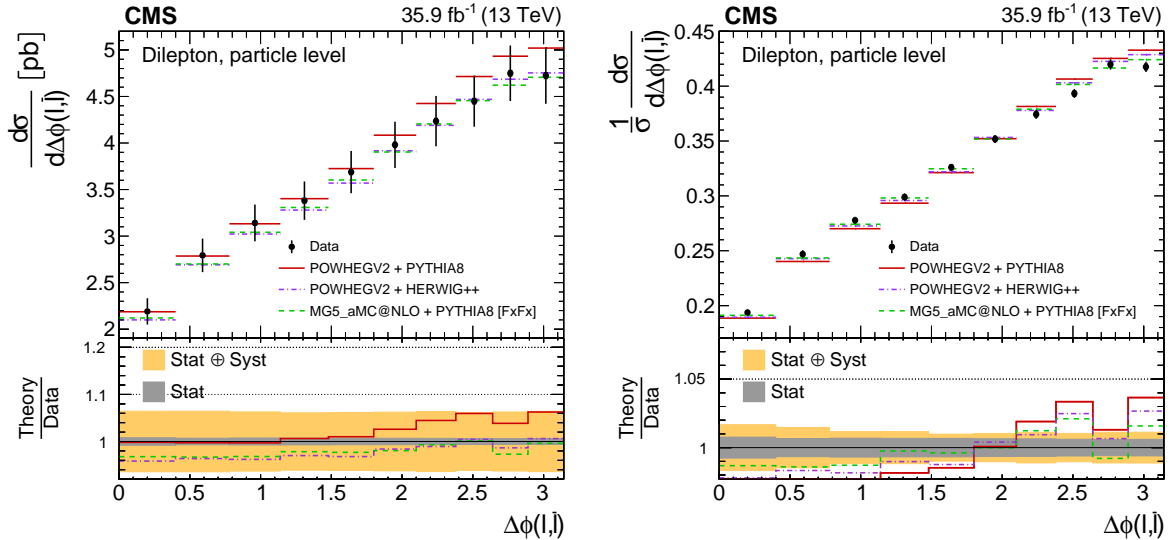 CMS 35.9 fb⁻¹ (13 TeV)
dσ/dΔϕ(l,l̄) [pb]
Dilepton, particle level
5
4.5
4
3.5
3
2.5
2
Data
POWHEGV2 + PYTHIA8
POWHEGV2 + HERWIG++
MG5_aMC@NLO + PYTHIA8 [FxFx]
Theory/Data
1.2
1.1
1
Stat ⊕ Syst
Stat
0 0.5 1 1.5 2 2.5 3
Δϕ(l,l̄)
CMS 35.9 fb⁻¹ (13 TeV)
1/σ dσ/dΔϕ(l,l̄)
Dilepton, particle level
0.45
0.4
0.35
0.3
0.25
0.2
Data
POWHEGV2 + PYTHIA8
POWHEGV2 + HERWIG++
MG5_aMC@NLO + PYTHIA8 [FxFx]
Theory/Data
1.05
1
Stat ⊕ Syst
Stat
0 0.5 1 1.5 2 2.5 3
Δϕ(l,l̄)